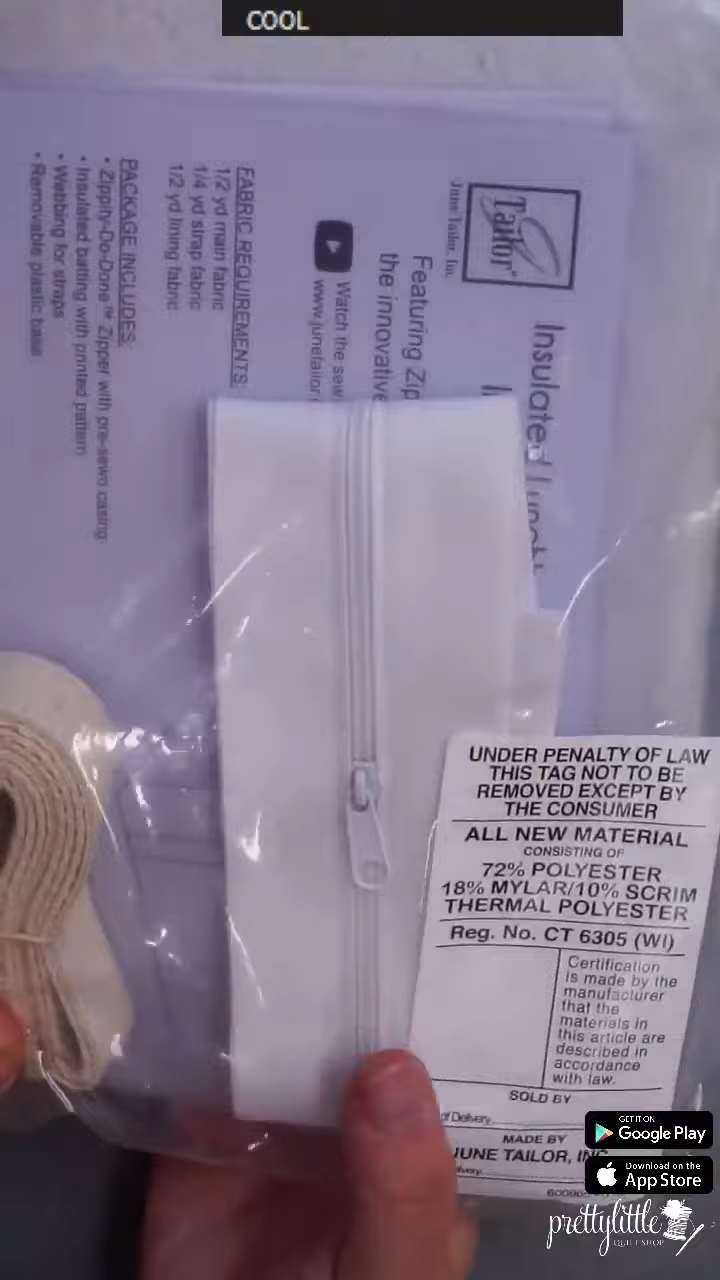 COOL
Tailor®
June Tailor, Inc.
Insulated
Featuring Zip
the innovative
Watch the sew
www.junetailor
FABRIC REQUIREMENTS:
1/2 yd main fabric
1/4 yd strap fabric
1/2 yd lining fabric
PACKAGE INCLUDES:
• Zippity-Do-Done™ Zipper with pre-sewn casing
• Insulated batting with printed pattern
• Webbing for straps
• Removable plastic base
UNDER PENALTY OF LAW
THIS TAG NOT TO BE
REMOVED EXCEPT BY
THE CONSUMER
ALL NEW MATERIAL
CONSISTING OF
72% POLYESTER
18% MYLAR/10% SCRIM
THERMAL POLYESTER
Reg. No. CT 6305 (WI)
Certification
is made by the
manufacturer
that the
materials in
this article are
described in
accordance
with law.
SOLD BY
of Delivery
MADE BY
JUNE TAILOR, INC
GET IT ON
Google Play
Download on the
App Store
prettylittle
QUILT SHOP